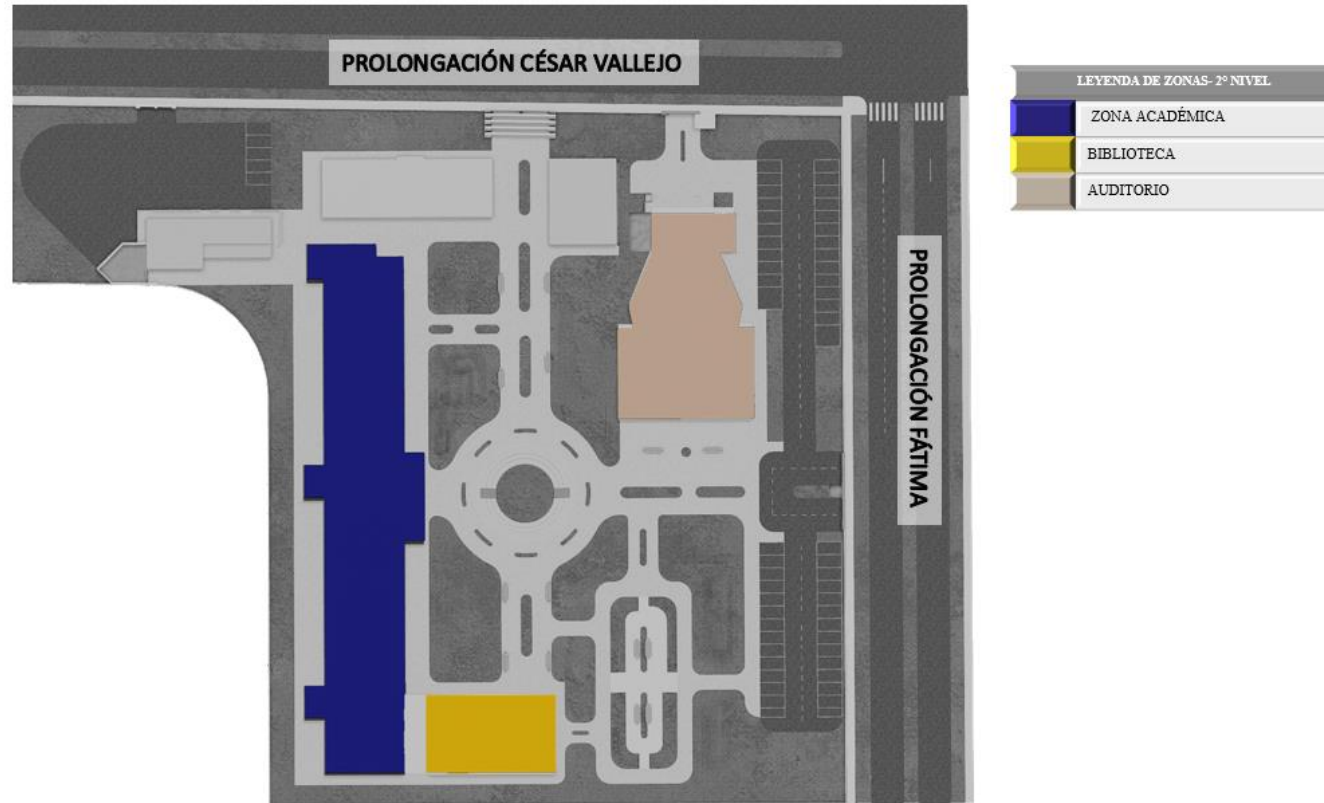 PROLONGACIÓN CÉSAR VALLEJO
LEYENDA DE ZONAS- 2° NIVEL
ZONA ACADÉMICA
BIBLIOTECA
AUDITORIO
PROLONGACIÓN FÁTIMA